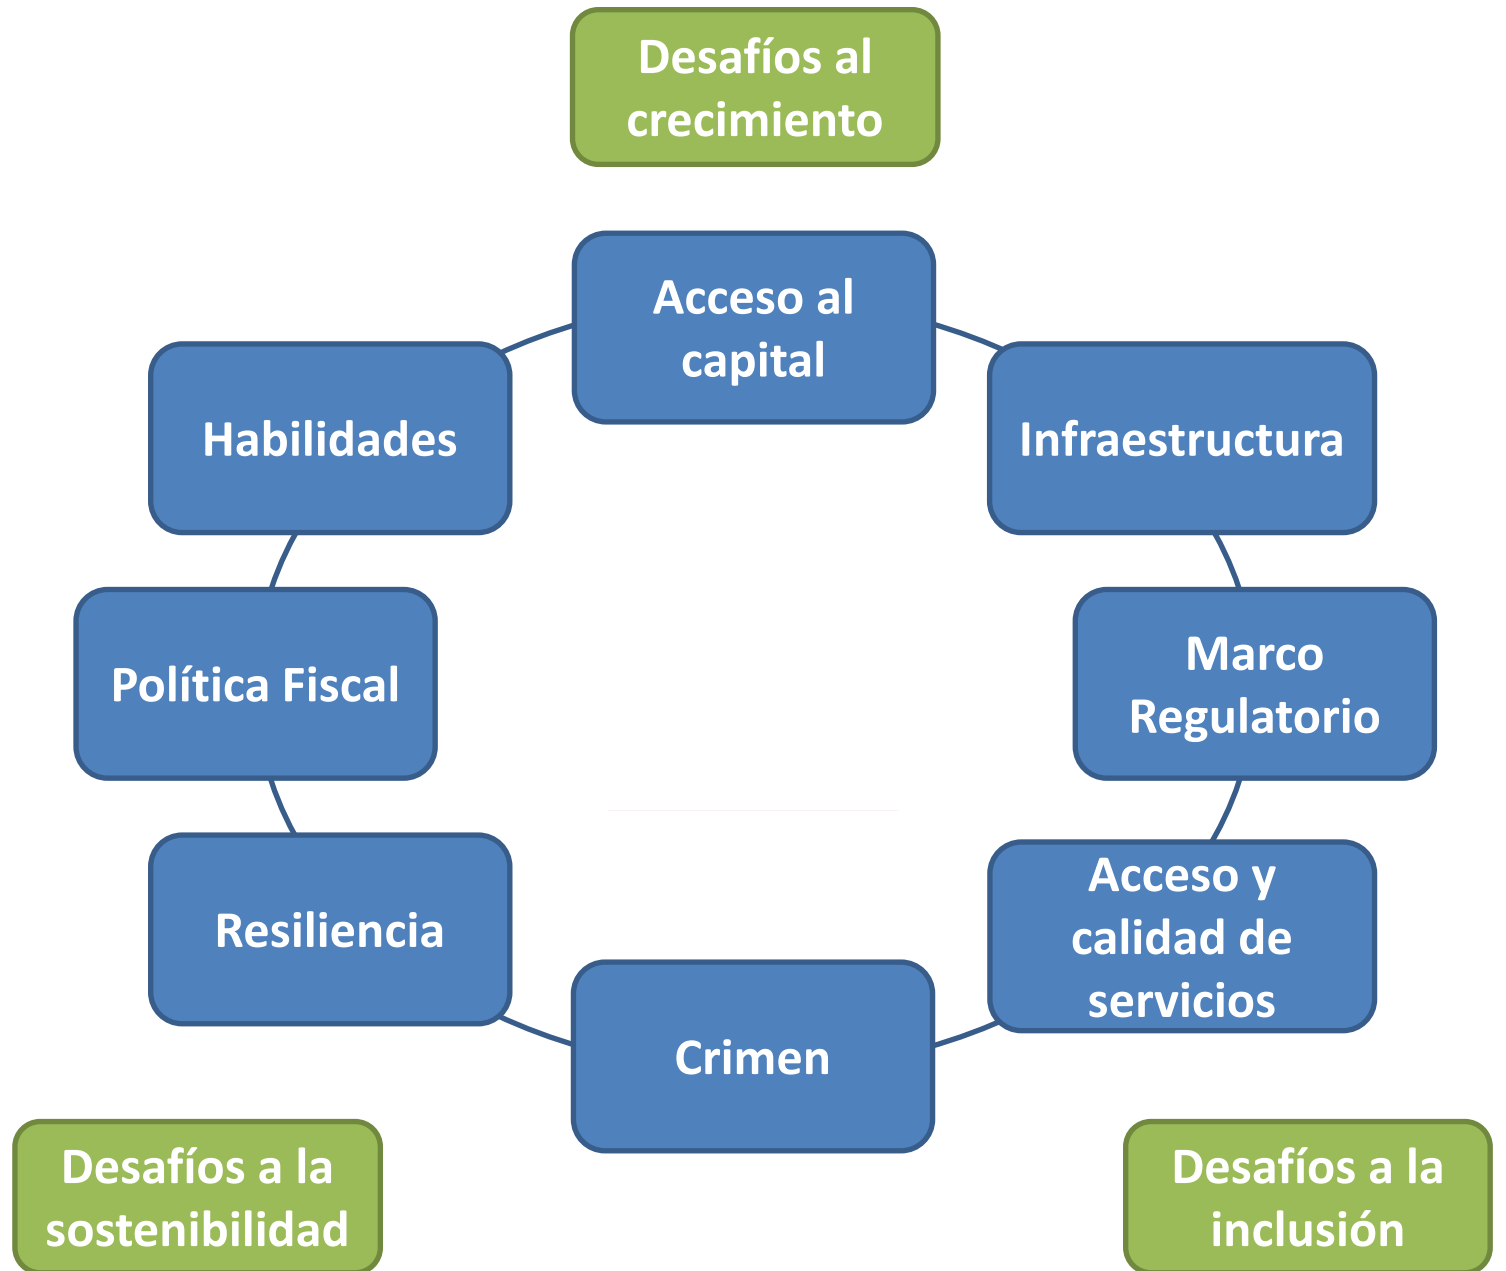 Desafíos al
crecimiento
Acceso al
capital
Habilidades
Infraestructura
Política Fiscal
Marco
Regulatorio
Resiliencia
Acceso y
calidad de
servicios
Crimen
Desafíos a la
sostenibilidad
Desafíos a la
inclusión